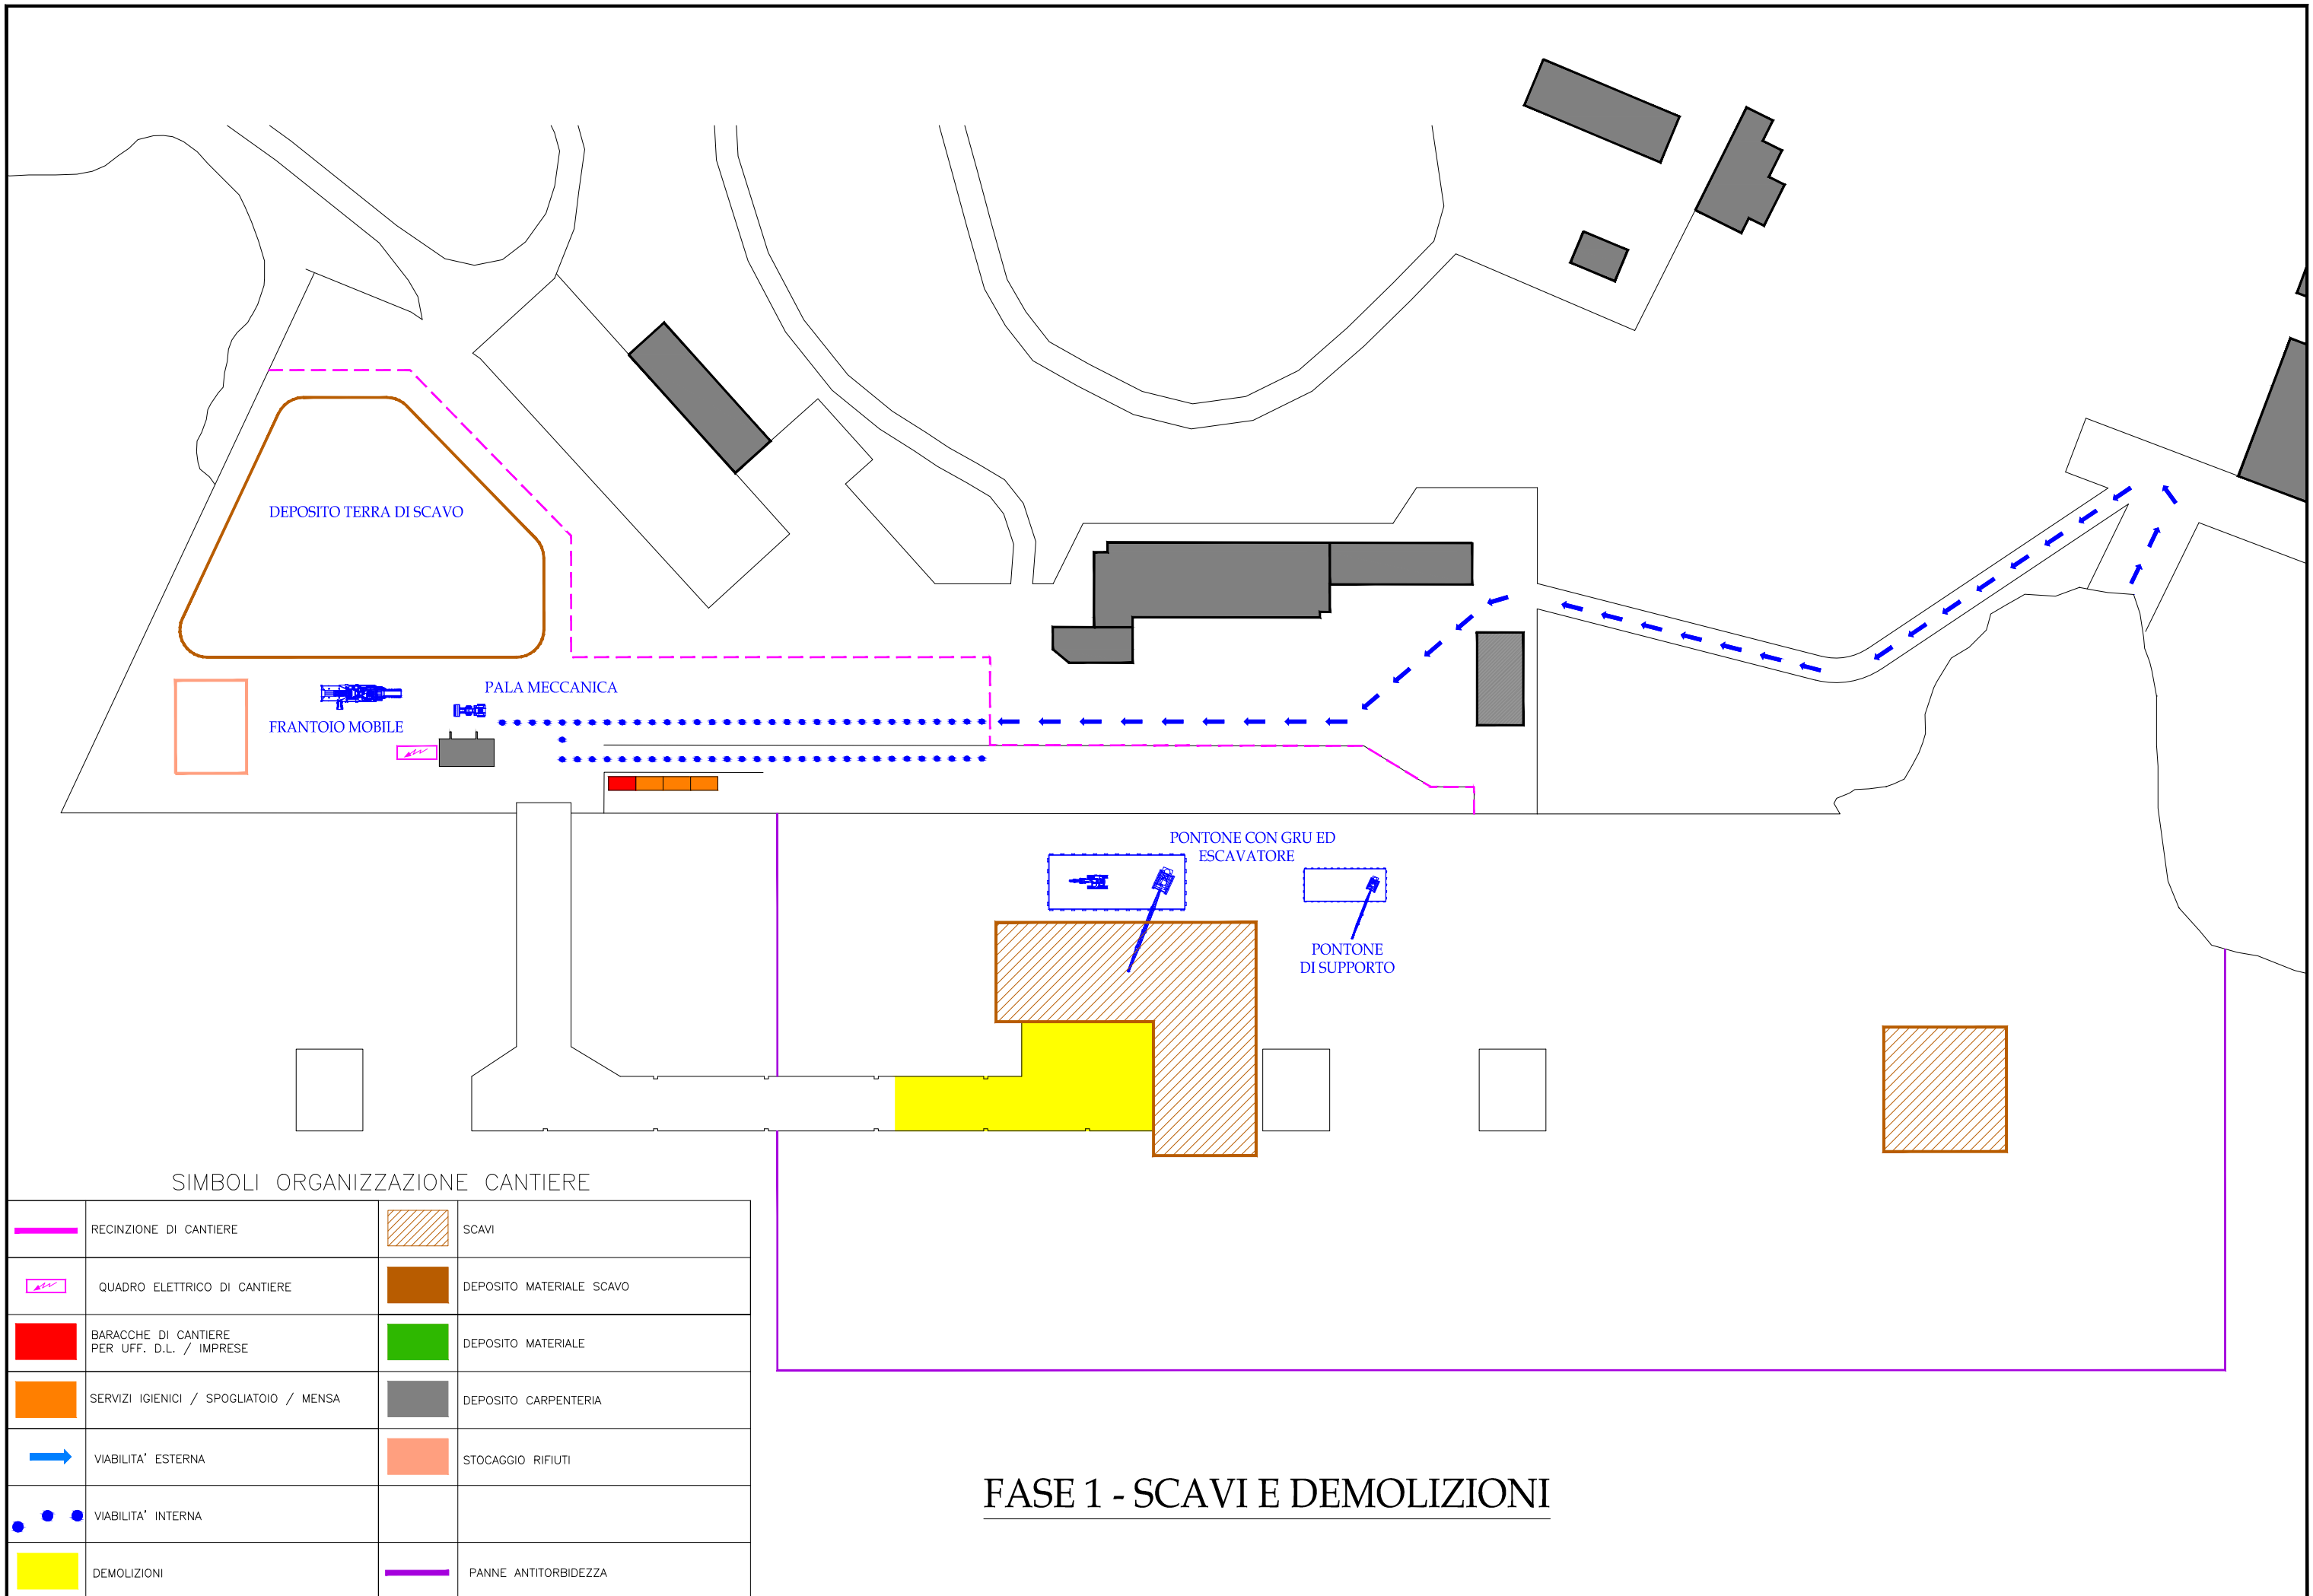 DEPOSITO TERRA DI SCAVO
PALA MECCANICA
FRANTOIO MOBILE
PONTONE CON GRU ED
ESCAVATORE
PONTONE
DI SUPPORTO
SIMBOLI ORGANIZZAZIONE CANTIERE
RECINZIONE DI CANTIERE
SCAVI
QUADRO ELETTRICO DI CANTIERE
DEPOSITO MATERIALE SCAVO
BARACCHE DI CANTIERE
PER UFF. D.L. / IMPRESE
DEPOSITO MATERIALE
SERVIZI IGIENICI / SPOGLIATOIO / MENSA
DEPOSITO CARPENTERIA
VIABILITA' ESTERNA
STOCAGGIO RIFIUTI
VIABILITA' INTERNA
DEMOLIZIONI
PANNE ANTITORBIDEZZA
FASE 1 - SCAVI E DEMOLIZIONI